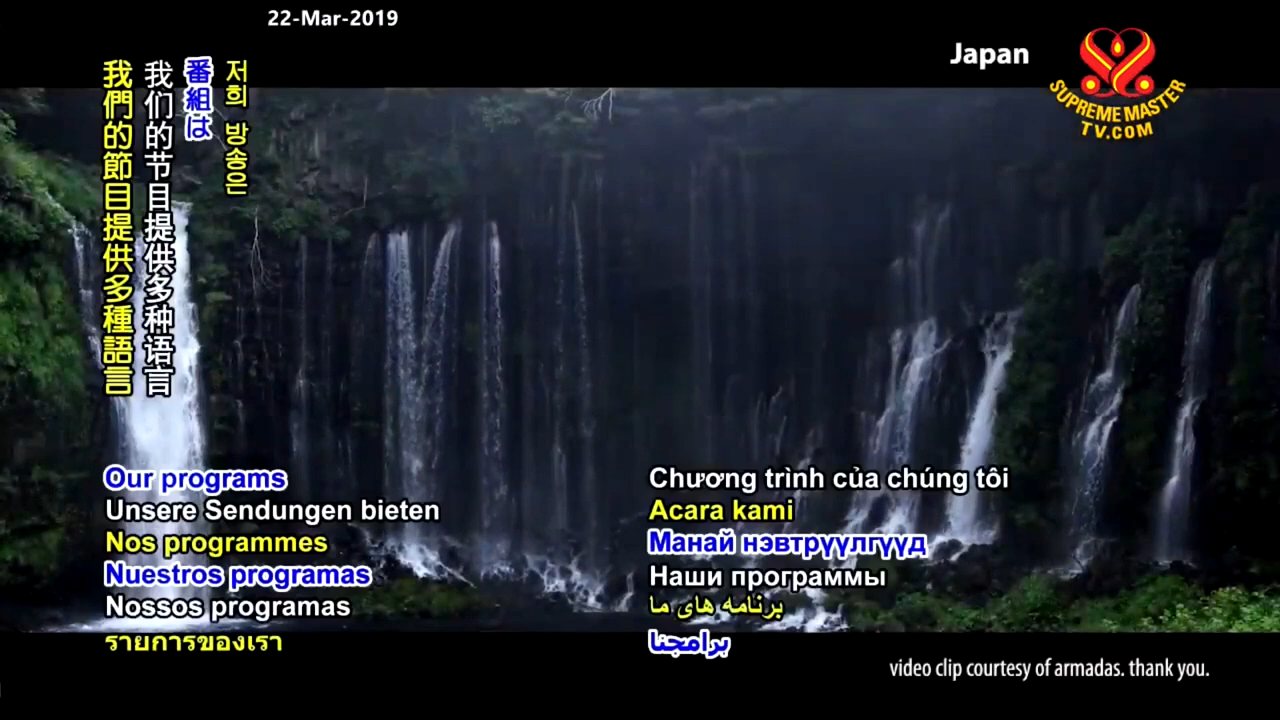 22-Mar-2019
Japan
SUPREME MASTER
TV.COM
저희 방송은
番組は
我们的节目提供多种语言
我們的節目提供多種語言
Our programs
Unsere Sendungen bieten
Nos programmes
Nuestros programas
Nossos programas
รายการของเรา
Chương trình của chúng tôi
Acara kami
Манай нэвтрүүлгүүд
Наши программы
برنامه های ما
برامجنا
video clip courtesy of armadas. thank you.